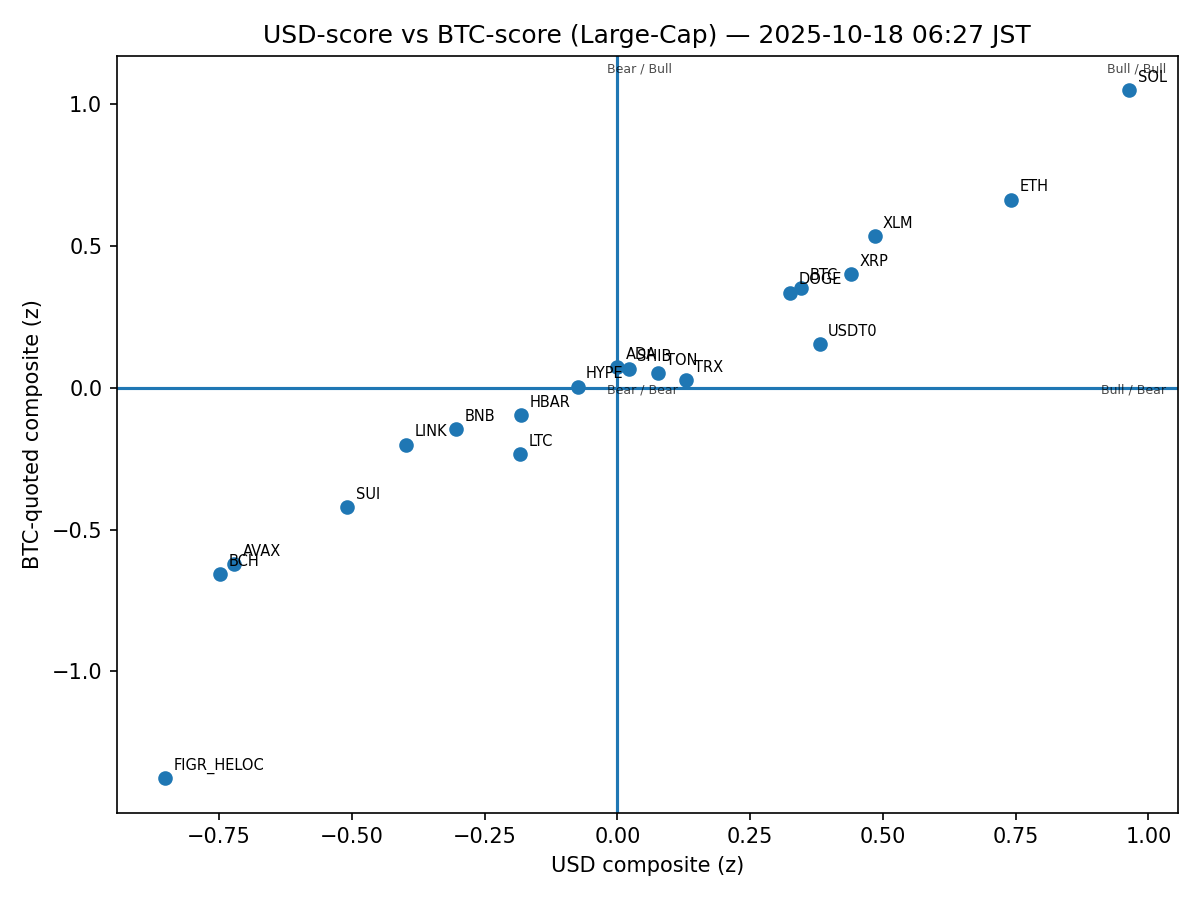 USD-score vs BTC-score (Large-Cap) — 2025-10-18 06:27 JST
Bear / Bull
Bull / Bull
SOL
1.0
ETH
XLM
0.5
XRP
BTC
DOGE
USDT0
ADA
SHIB
TON
TRX
HYPE
0.0
Bear / Bear
Bull / Bear
HBAR
BNB
LINK
LTC
SUI
−0.5
AVAX
BCH
−1.0
FIGR_HELOC
−0.75
−0.50
−0.25
0.00
0.25
0.50
0.75
1.00
USD composite (z)
BTC-quoted composite (z)